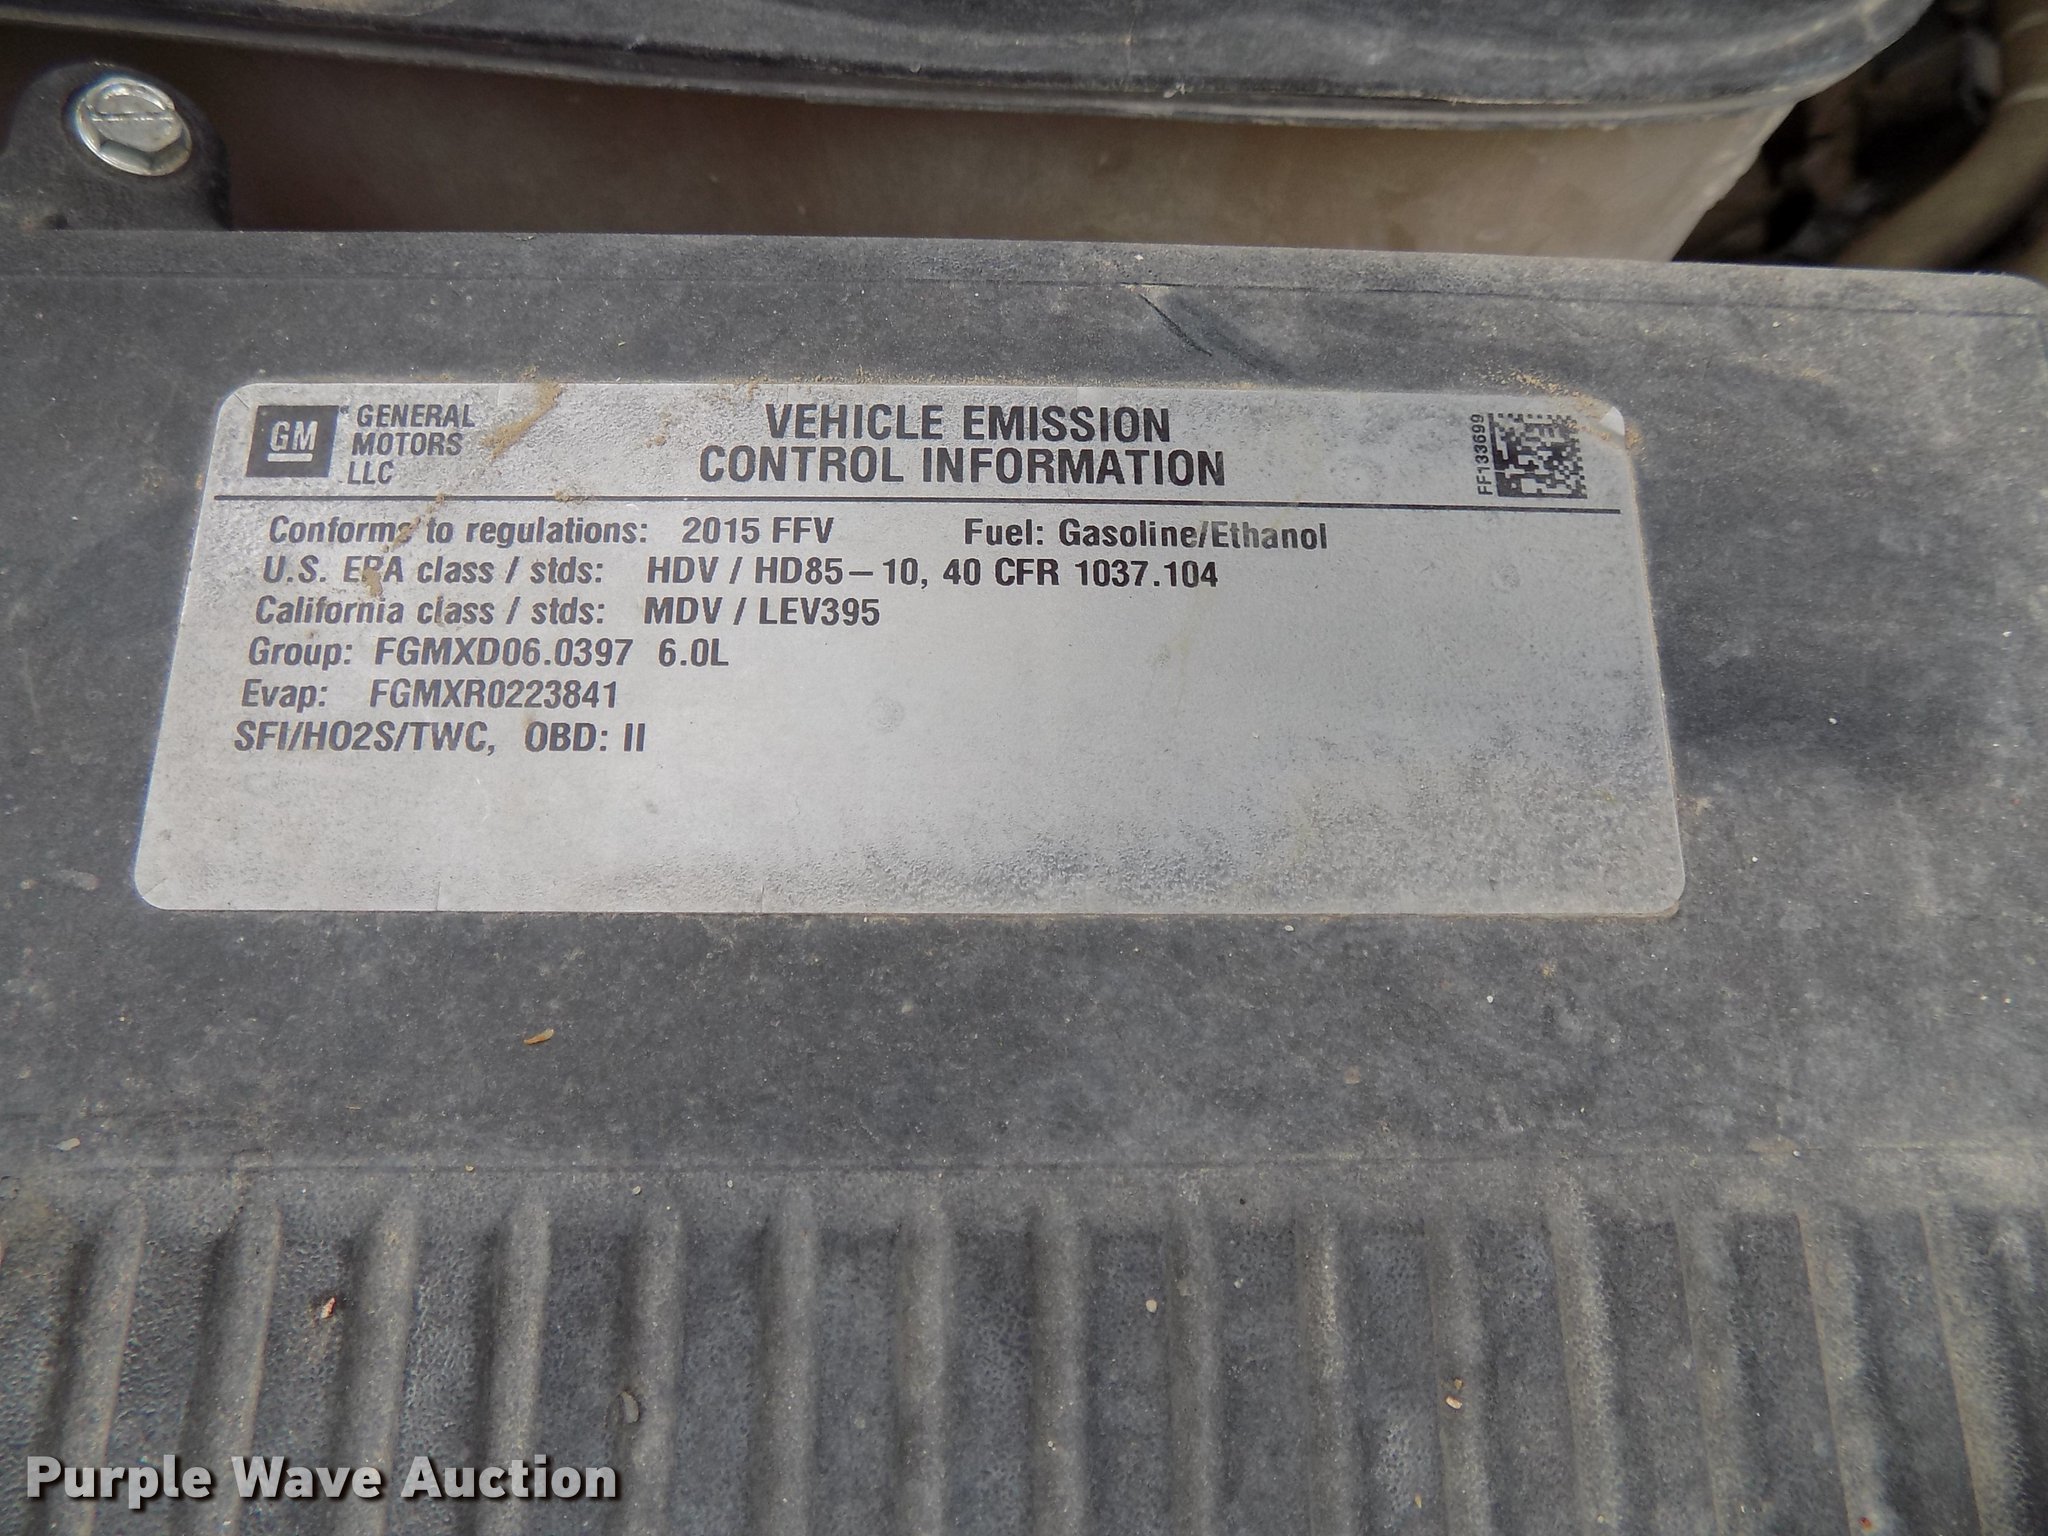 GM
GENERAL
MOTORS
LLC
VEHICLE EMISSION
CONTROL INFORMATION
FF133699
Conforms to regulations: 2015 FFV Fuel: Gasoline/Ethanol
U.S. EPA class / stds: HDV / HD85-10, 40 CFR 1037.104
California class / stds: MDV / LEV395
Group: FGMXD06.0397 6.0L
Evap: FGMXR0223841
SFI/HO2S/TWC, OBD: II
Purple Wave Auction